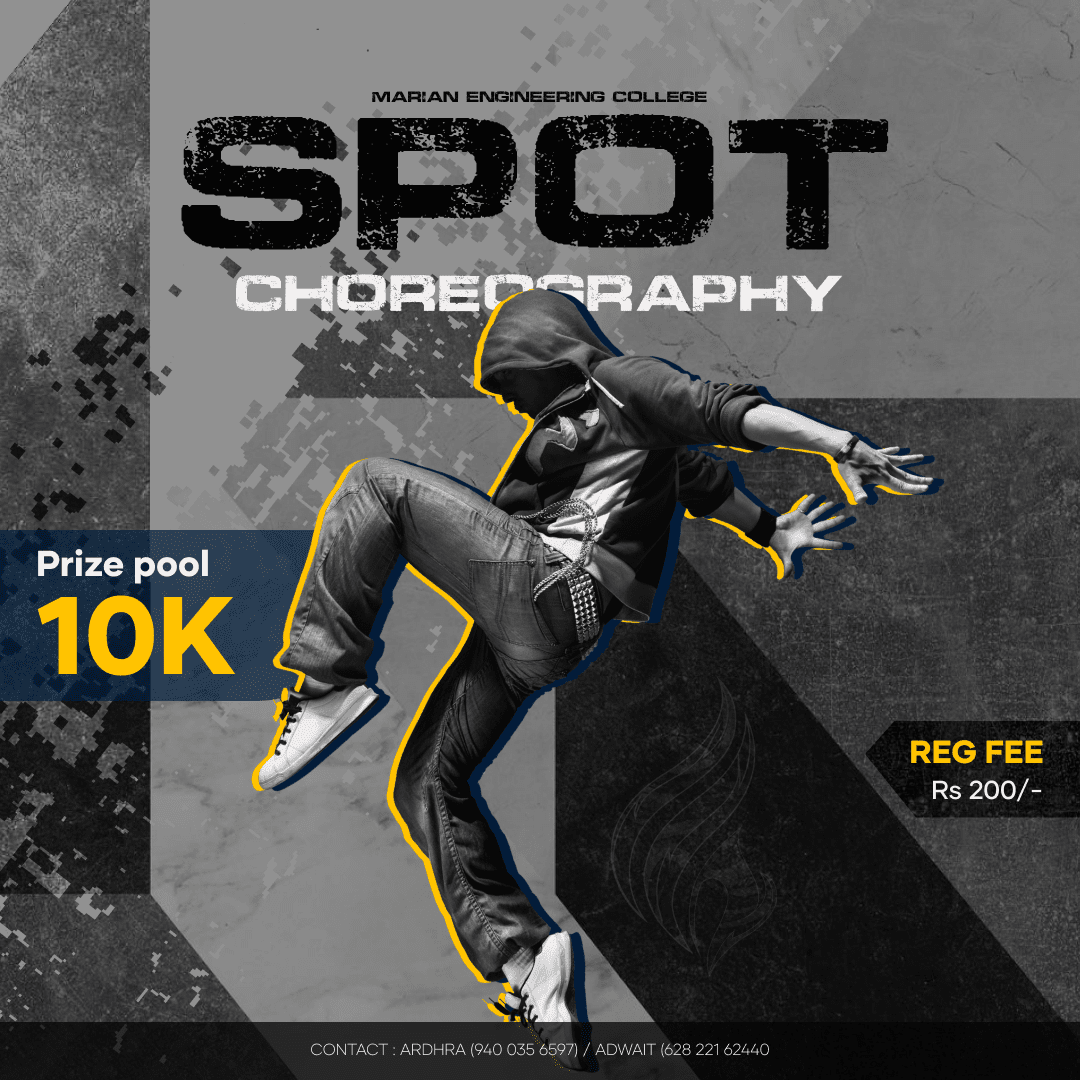 MARIAN ENGINEERING COLLEGE
SPOT
CHOREOGRAPHY
Prize pool
10K
REG FEE
Rs 200/-
CONTACT : ARDHRA (940 035 6597) / ADWAIT (628 221 62440